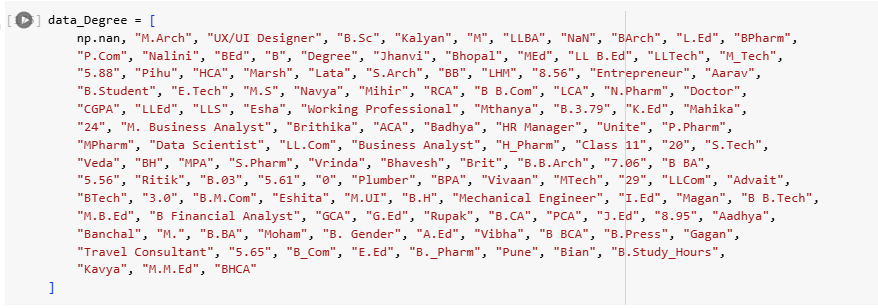 data_Degree = [
np.nan, "M.Arch", "UX/UI Designer", "B.Sc", "Kalyan", "M", "LLBA", "NaN", "BArch", "L.Ed", "BPharm",
"P.Com", "Nalini", "BEd", "B", "Degree", "Jhanvi", "Bhopal", "MEd", "LL B.Ed", "LLTech", "M_Tech",
"5.88", "Pihu", "HCA", "Marsh", "Lata", "S.Arch", "BB", "LHM", "8.56", "Entrepreneur", "Aarav",
"B.Student", "E.Tech", "M.S", "Navya", "Mihir", "RCA", "B B.Com", "LCA", "N.Pharm", "Doctor",
"CGPA", "LLEd", "LLS", "Esha", "Working Professional", "Mthanya", "B.3.79", "K.Ed", "Mahika",
"24", "M. Business Analyst", "Brithika", "ACA", "Badhya", "HR Manager", "Unite", "P.Pharm",
"MPharm", "Data Scientist", "LL.Com", "Business Analyst", "H_Pharm", "Class 11", "20", "S.Tech",
"Veda", "BH", "MPA", "S.Pharm", "Vrinda", "Bhavesh", "Brit", "B.B.Arch", "7.06", "B BA",
"5.56", "Ritik", "B.03", "5.61", "0", "Plumber", "BPA", "Vivaan", "MTech", "29", "LLCom", "Advait",
"BTech", "3.0", "B.M.Com", "Eshita", "M.UI", "B.H", "Mechanical Engineer", "I.Ed", "Magan", "B B.Tech",
"M.B.Ed", "B Financial Analyst", "GCA", "G.Ed", "Rupak", "B.CA", "PCA", "J.Ed", "8.95", "Aadhya",
"Banchal", "M.", "B.BA", "Moham", "B. Gender", "A.Ed", "Vibha", "B BCA", "B.Press", "Gagan",
"Travel Consultant", "5.65", "B_Com", "E.Ed", "B._Pharm", "Pune", "Bian", "B.Study_Hours",
"Kavya", "M.M.Ed", "BHCA"
]